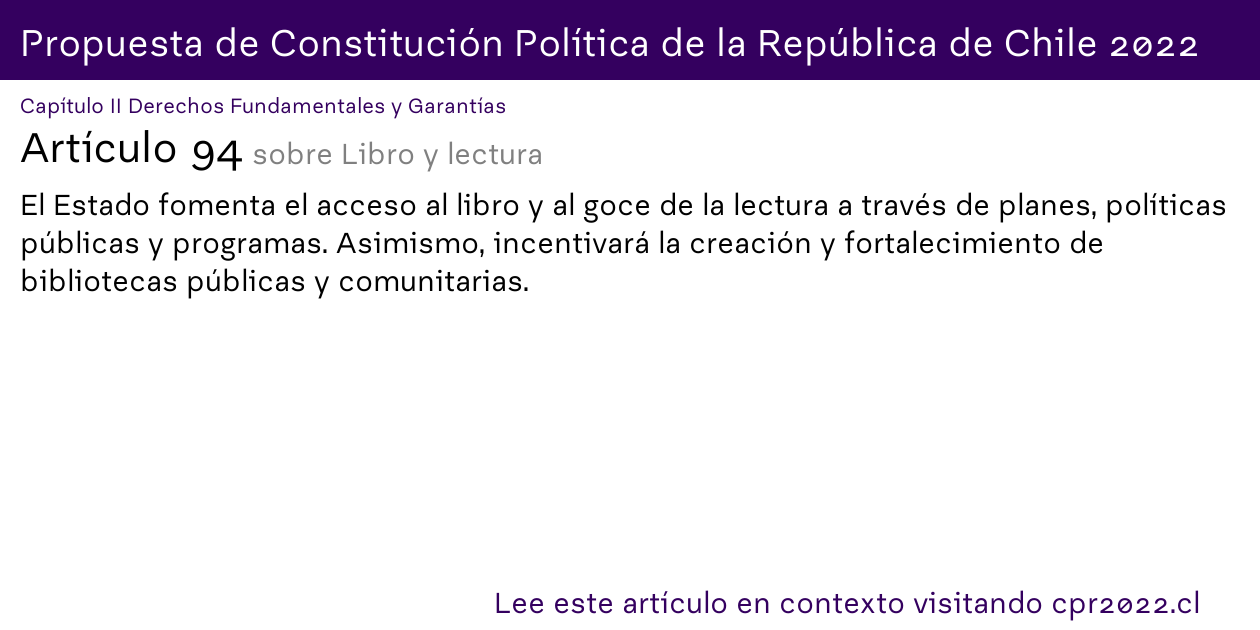 Propuesta de Constitución Política de la República de Chile 2022
Capítulo II Derechos Fundamentales y Garantías
Artículo 94 sobre Libro y lectura
El Estado fomenta el acceso al libro y al goce de la lectura a través de planes, políticas
públicas y programas. Asimismo, incentivará la creación y fortalecimiento de
bibliotecas públicas y comunitarias.
Lee este artículo en contexto visitando cpr2022.cl